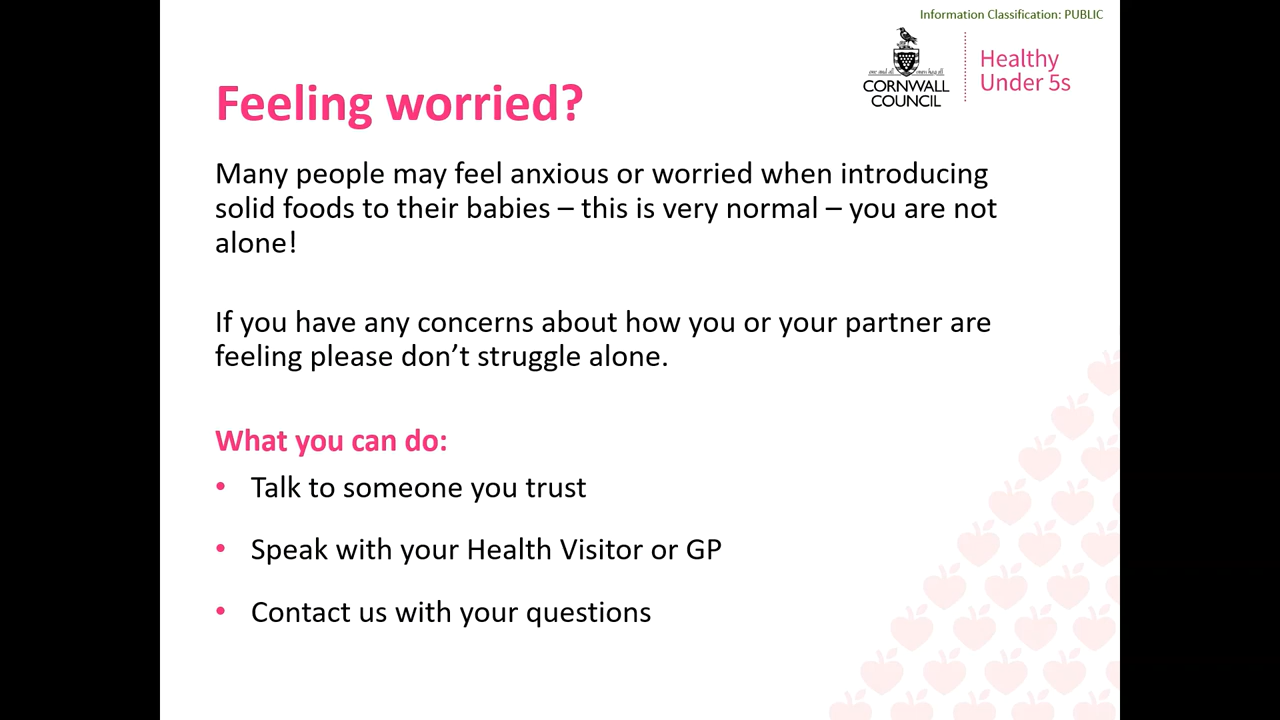 Information Classification: PUBLIC
CORNWALL
COUNCIL
Healthy
Under 5s
Feeling worried?
Many people may feel anxious or worried when introducing
solid foods to their babies – this is very normal – you are not
alone!
If you have any concerns about how you or your partner are
feeling please don’t struggle alone.
What you can do:
• Talk to someone you trust
• Speak with your Health Visitor or GP
• Contact us with your questions